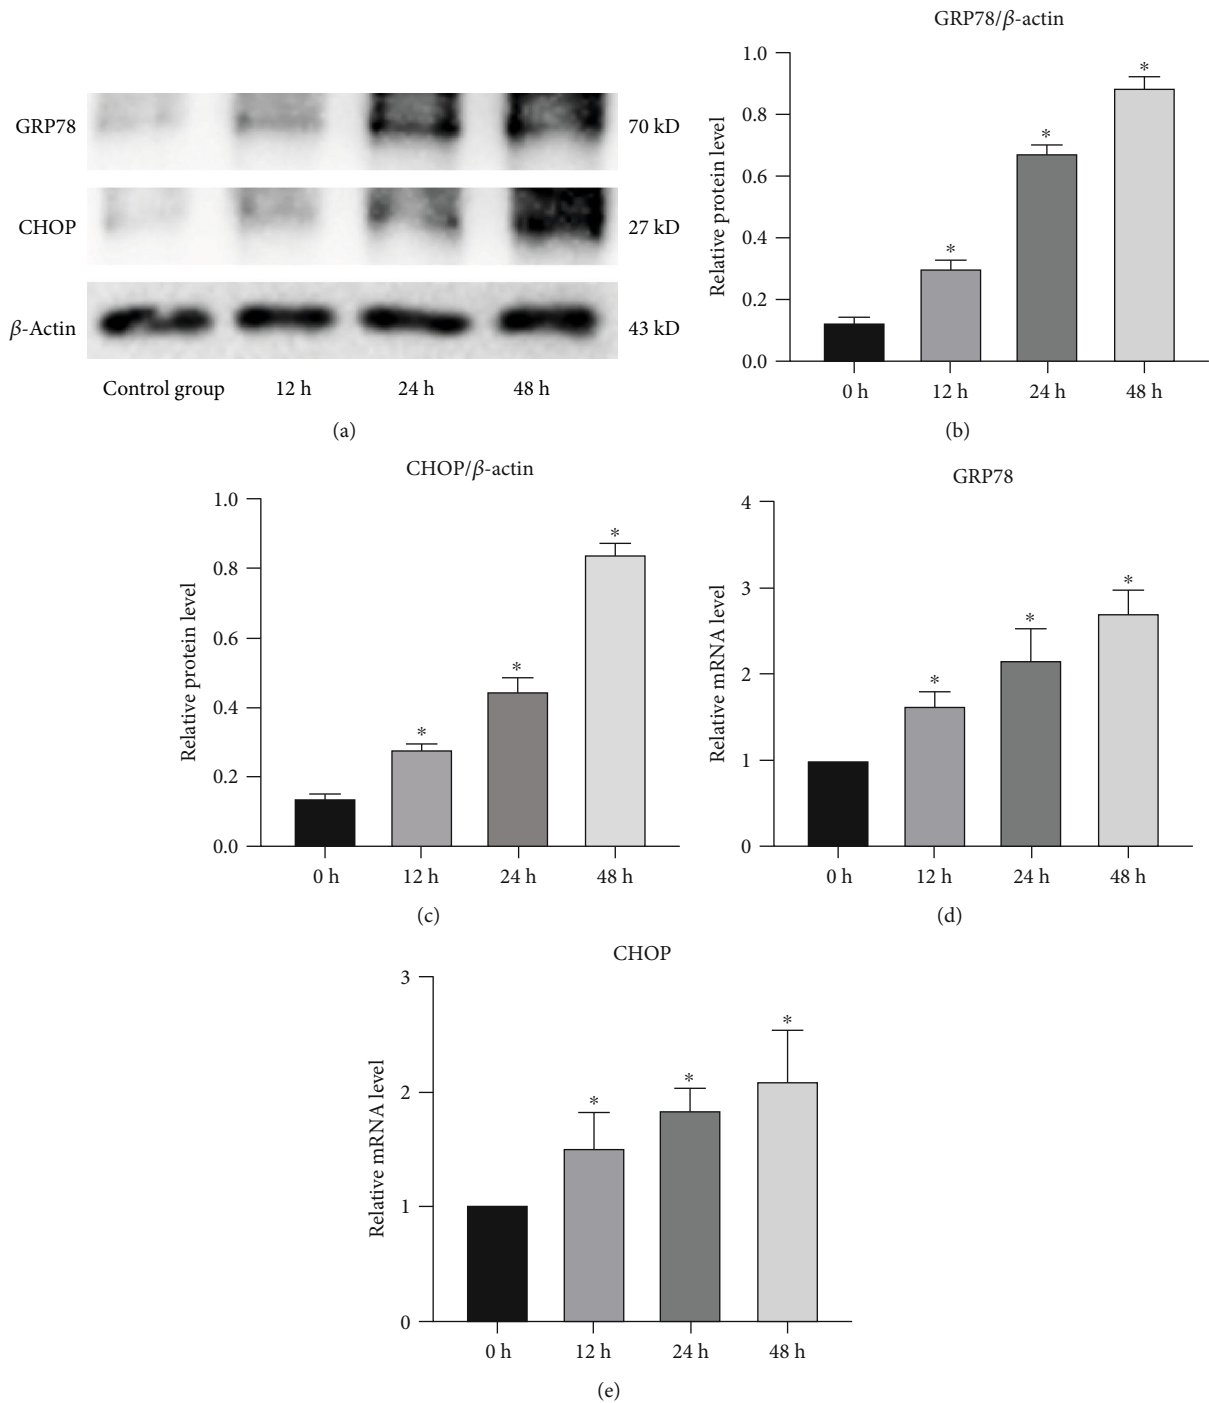 GRP78
70 kD
CHOP
27 kD
β-Actin
43 kD
Control group 12 h 24 h 48 h
(a)
GRP78/β-actin
Relative protein level
1.0
0.8
0.6
0.4
0.2
0.0
*
*
*
0 h 12 h 24 h 48 h
(b)
CHOP/β-actin
Relative protein level
1.0
0.8
0.6
0.4
0.2
0.0
*
*
*
0 h 12 h 24 h 48 h
(c)
GRP78
Relative mRNA level
4
3
2
1
0
*
*
*
0 h 12 h 24 h 48 h
(d)
CHOP
Relative mRNA level
3
2
1
0
*
*
*
0 h 12 h 24 h 48 h
(e)